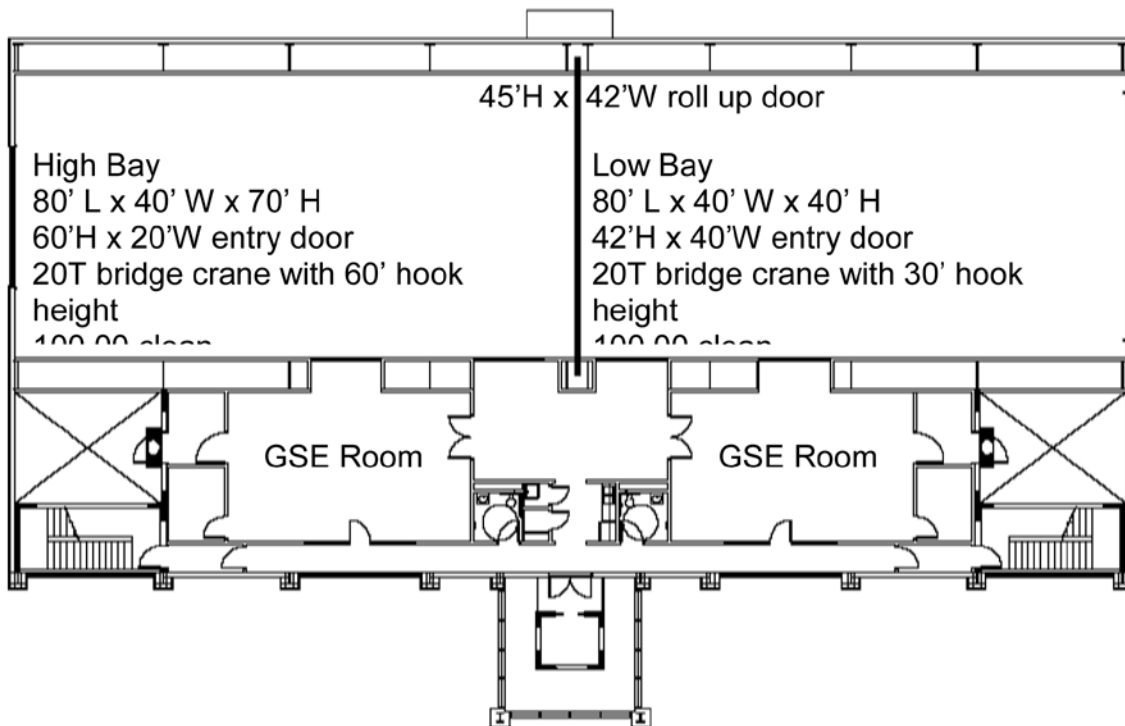 45’H x 42’W roll up door
High Bay
80’ L x 40’ W x 70’ H
60’H x 20’W entry door
20T bridge crane with 60’ hook
height
Low Bay
80’ L x 40’ W x 40’ H
42’H x 40’W entry door
20T bridge crane with 30’ hook
height
GSE Room
GSE Room